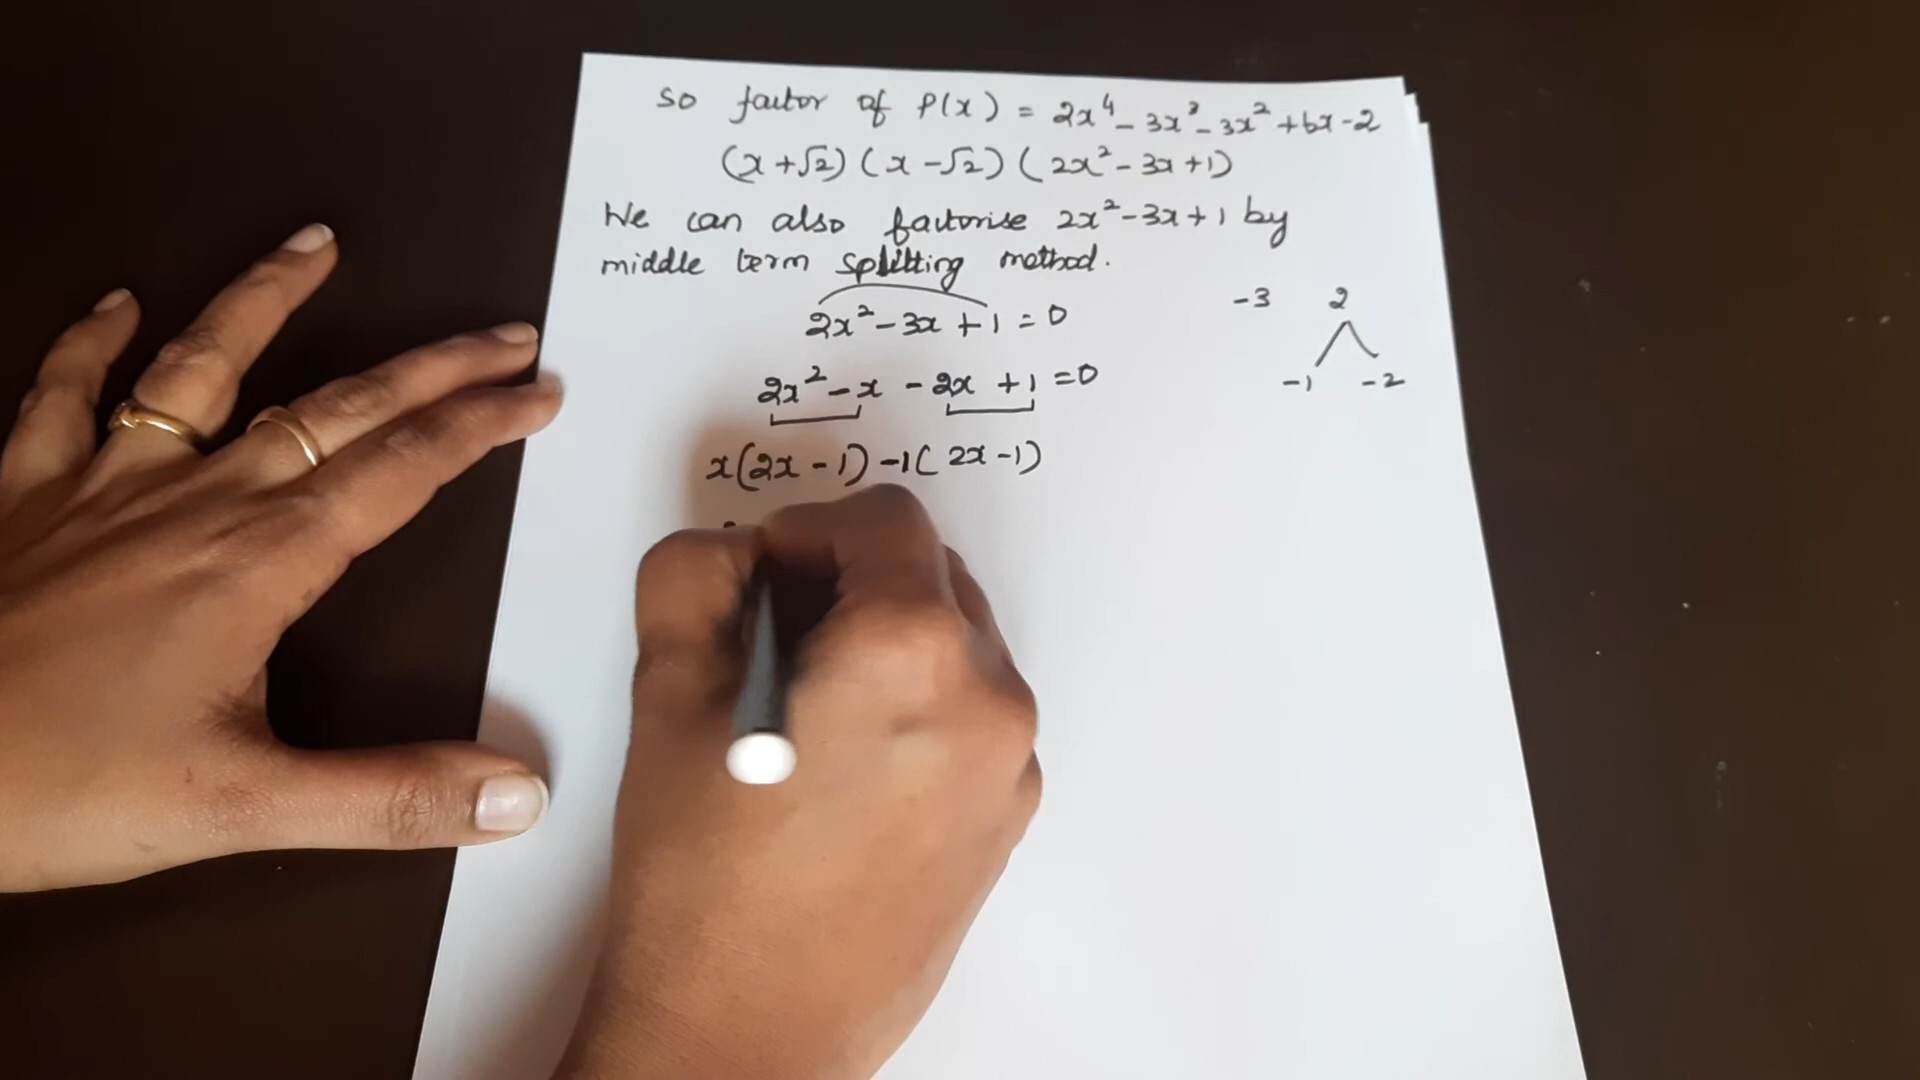 so factor of P(x) = 2x⁴ - 3x³ - 3x² + 6x - 2
(x + √2) (x - √2) (2x² - 3x + 1)
We can also factorise 2x² - 3x + 1 by
middle term splitting method.
2x² - 3x + 1 = 0
-3 2
2x² - x - 2x + 1 = 0
-1 -2
x(2x - 1) -1(2x - 1)